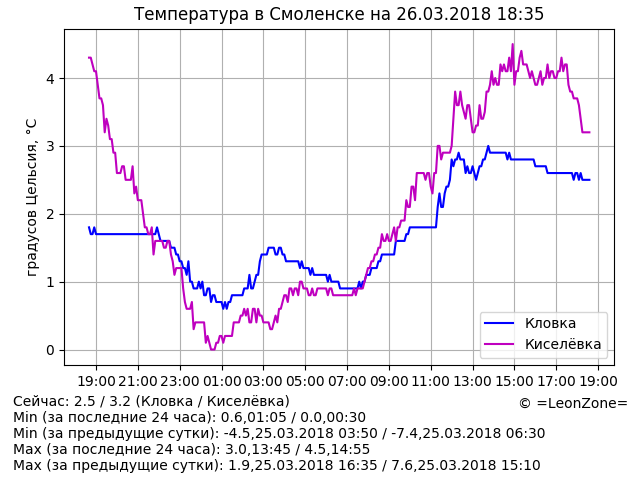 Температура в Смоленске на 26.03.2018 18:35
градусов Цельсия, °C
4
3
2
1
0
19:00 21:00 23:00 01:00 03:00 05:00 07:00 09:00 11:00 13:00 15:00 17:00 19:00
Кловка
Киселёвка
Сейчас: 2.5 / 3.2 (Кловка / Киселёвка)
© =LeonZone=
Min (за последние 24 часа): 0.6,01:05 / 0.0,00:30
Min (за предыдущие сутки): -4.5,25.03.2018 03:50 / -7.4,25.03.2018 06:30
Max (за последние 24 часа): 3.0,13:45 / 4.5,14:55
Max (за предыдущие сутки): 1.9,25.03.2018 16:35 / 7.6,25.03.2018 15:10